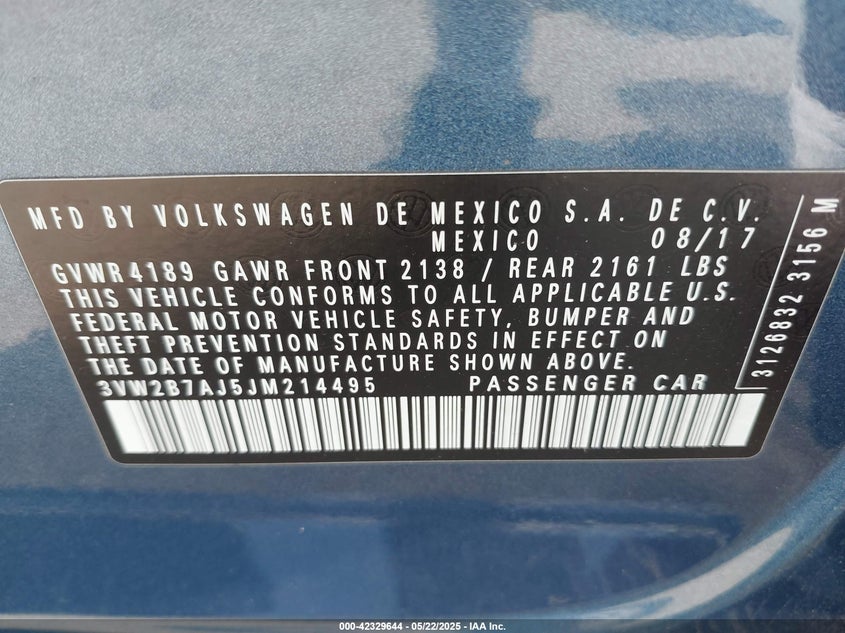 MFD BY VOLKSWAGEN DE MEXICO S.A. DE C.V.
MEXICO 08/17
GVWR 4189 GAWR FRONT 2138 / REAR 2161 LBS
THIS VEHICLE CONFORMS TO ALL APPLICABLE U.S.
FEDERAL MOTOR VEHICLE SAFETY, BUMPER AND
THEFT PREVENTION STANDARDS IN EFFECT ON
THE DATE OF MANUFACTURE SHOWN ABOVE.
3VW2B7AJ5JM214495 PASSENGER CAR
3126832 3156 M
000-42329644 - 05/22/2025 - IAA Inc.